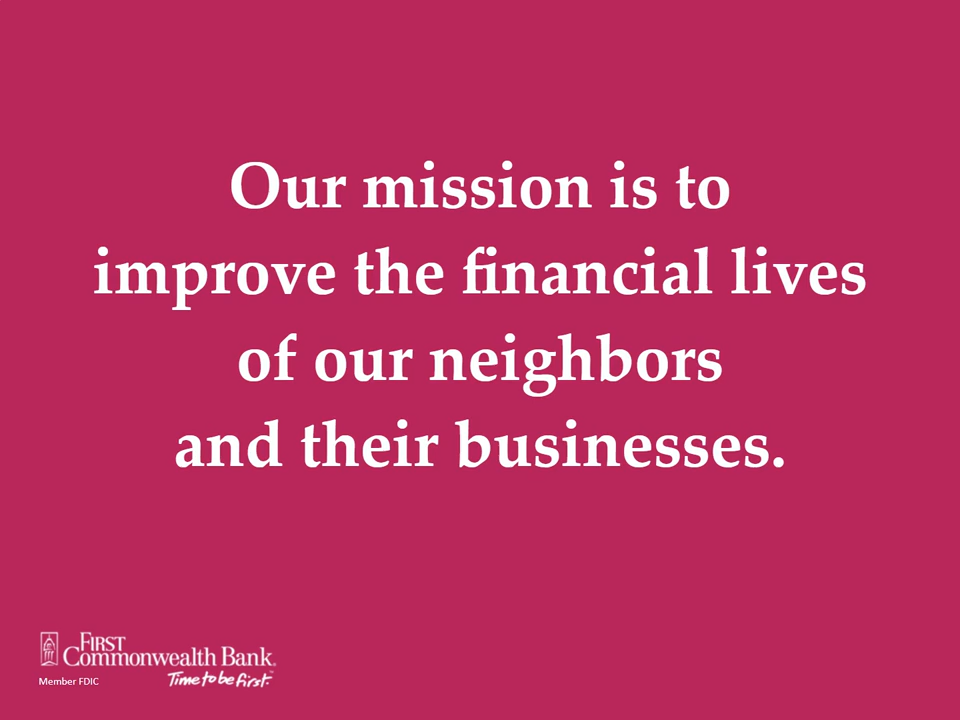 Our mission is to
improve the financial lives
of our neighbors
and their businesses.
FIRST
Commonwealth Bank
Time to be first.
Member FDIC